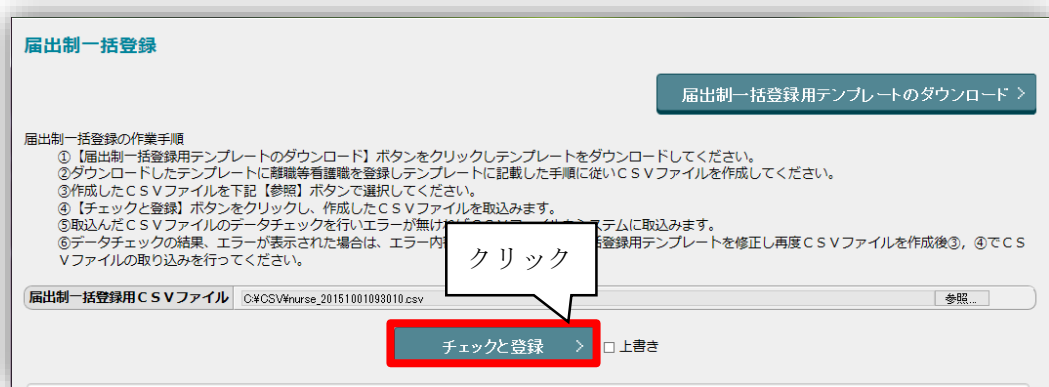 届出制一括登録
届出制一括登録用テンプレートのダウンロード >
届出制一括登録の作業手順
①【届出制一括登録用テンプレートのダウンロード】ボタンをクリックしテンプレートをダウンロードしてください。
②ダウンロードしたテンプレートに離職等看護職を登録しテンプレートに記載した手順に従いＣＳＶファイルを作成してください。
③作成したＣＳＶファイルを下記【参照】ボタンで選択してください。
④【チェックと登録】ボタンをクリックし、作成したＣＳＶファイルを取込みます。
⑤取込んだＣＳＶファイルのデータチェックを行いエラーが無ければ
ステムに取込みます。
⑥データチェックの結果、エラーが表示された場合は、エラー内
登録用テンプレートを修正し再度ＣＳＶファイルを作成後③，④でＣＳ
Ｖファイルの取り込みを行ってください。
クリック
届出制一括登録用ＣＳＶファイル C:¥CSV¥nurse_20151001093010.csv 参照...
チェックと登録 > □ 上書き